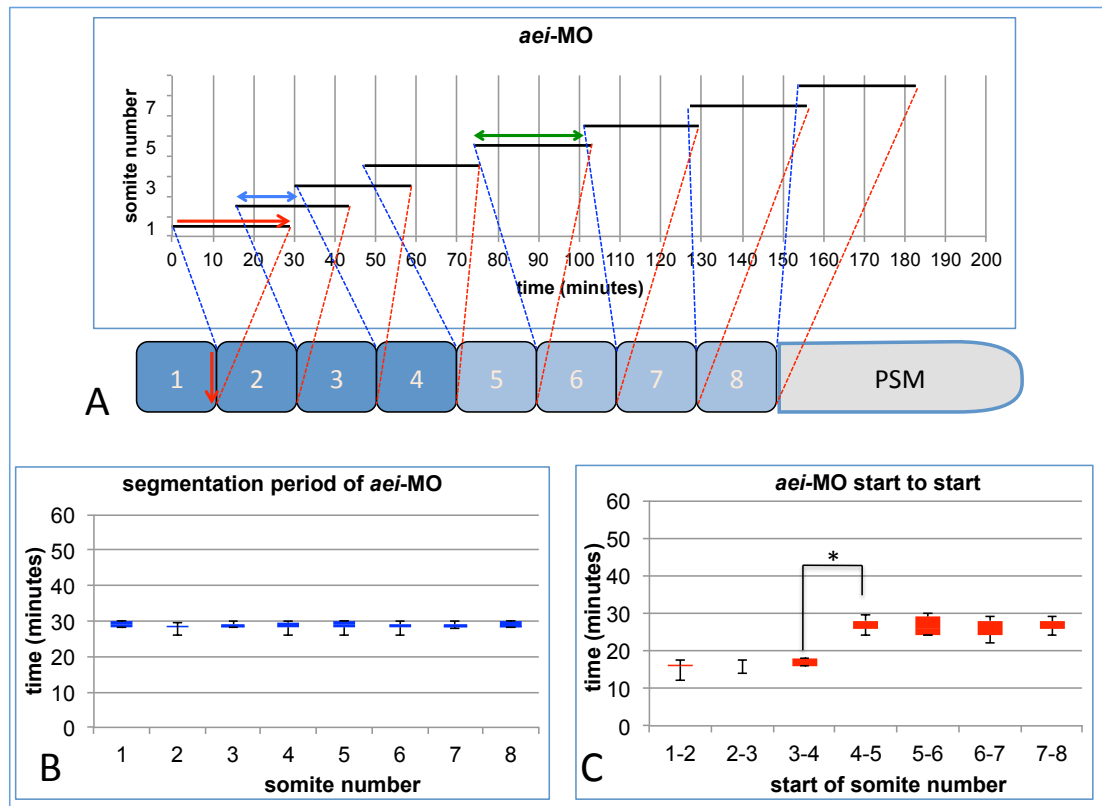 aei-MO
somite number
7
5
3
1
0 10 20 30 40 50 60 70 80 90 100 110 120 130 140 150 160 170 180 190 200
time (minutes)
A
1 2 3 4 5 6 7 8 PSM
segmentation period of aei-MO
time (minutes)
60
50
40
30
20
10
0
1 2 3 4 5 6 7 8
somite number
B
aei-MO start to start
time (minutes)
60
50
40
30
20
10
0
*
1-2 2-3 3-4 4-5 5-6 6-7 7-8
start of somite number
C